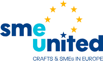 sme
united
CRAFTS & SMEs IN EUROPE